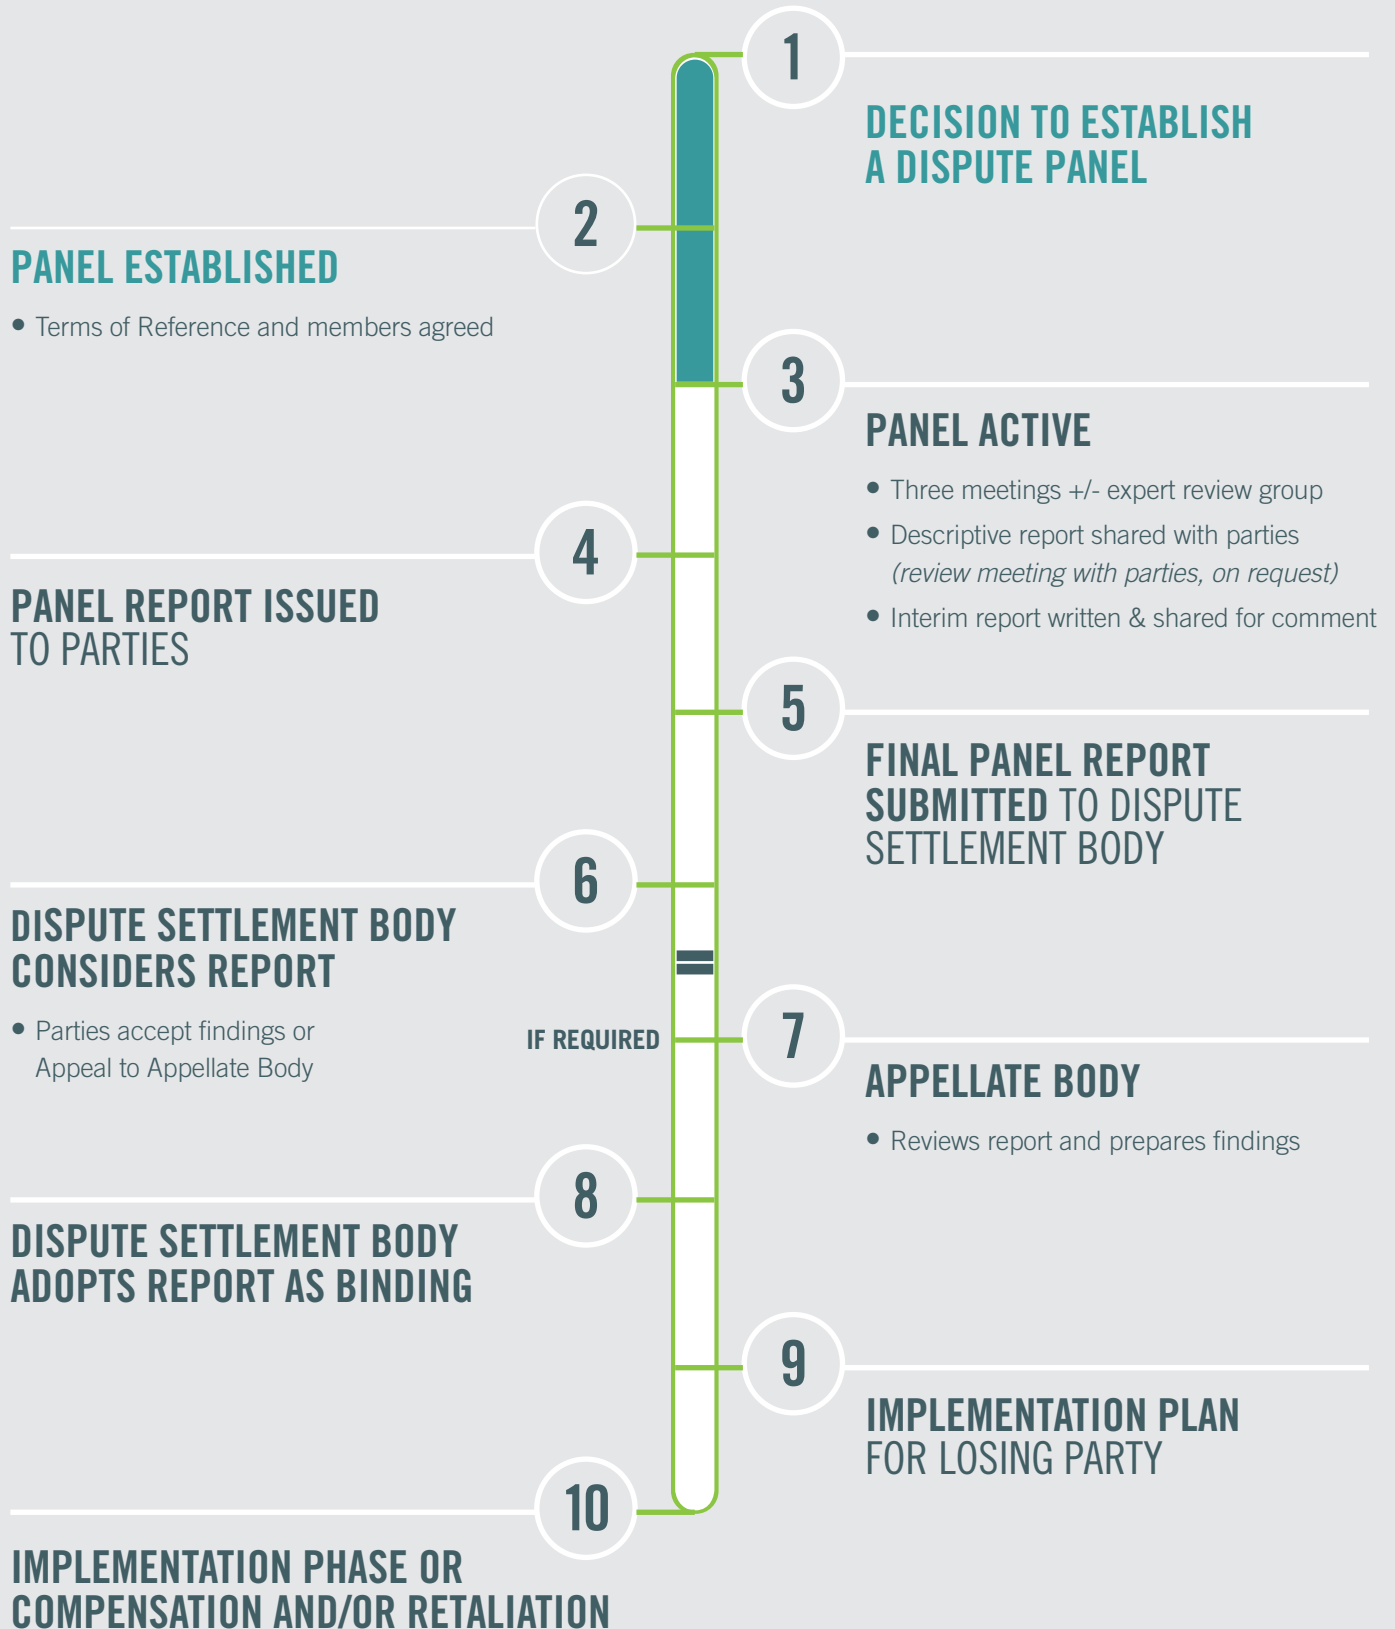 1
DECISION TO ESTABLISH
A DISPUTE PANEL
2
PANEL ESTABLISHED
• Terms of Reference and members agreed
3
PANEL ACTIVE
• Three meetings +/- expert review group
• Descriptive report shared with parties
(review meeting with parties, on request)
• Interim report written & shared for comment
4
PANEL REPORT ISSUED
TO PARTIES
5
FINAL PANEL REPORT
SUBMITTED TO DISPUTE
SETTLEMENT BODY
6
DISPUTE SETTLEMENT BODY
CONSIDERS REPORT
• Parties accept findings or
Appeal to Appellate Body
IF REQUIRED
7
APPELLATE BODY
• Reviews report and prepares findings
8
DISPUTE SETTLEMENT BODY
ADOPTS REPORT AS BINDING
9
IMPLEMENTATION PLAN
FOR LOSING PARTY
10
IMPLEMENTATION PHASE OR
COMPENSATION AND/OR RETALIATION